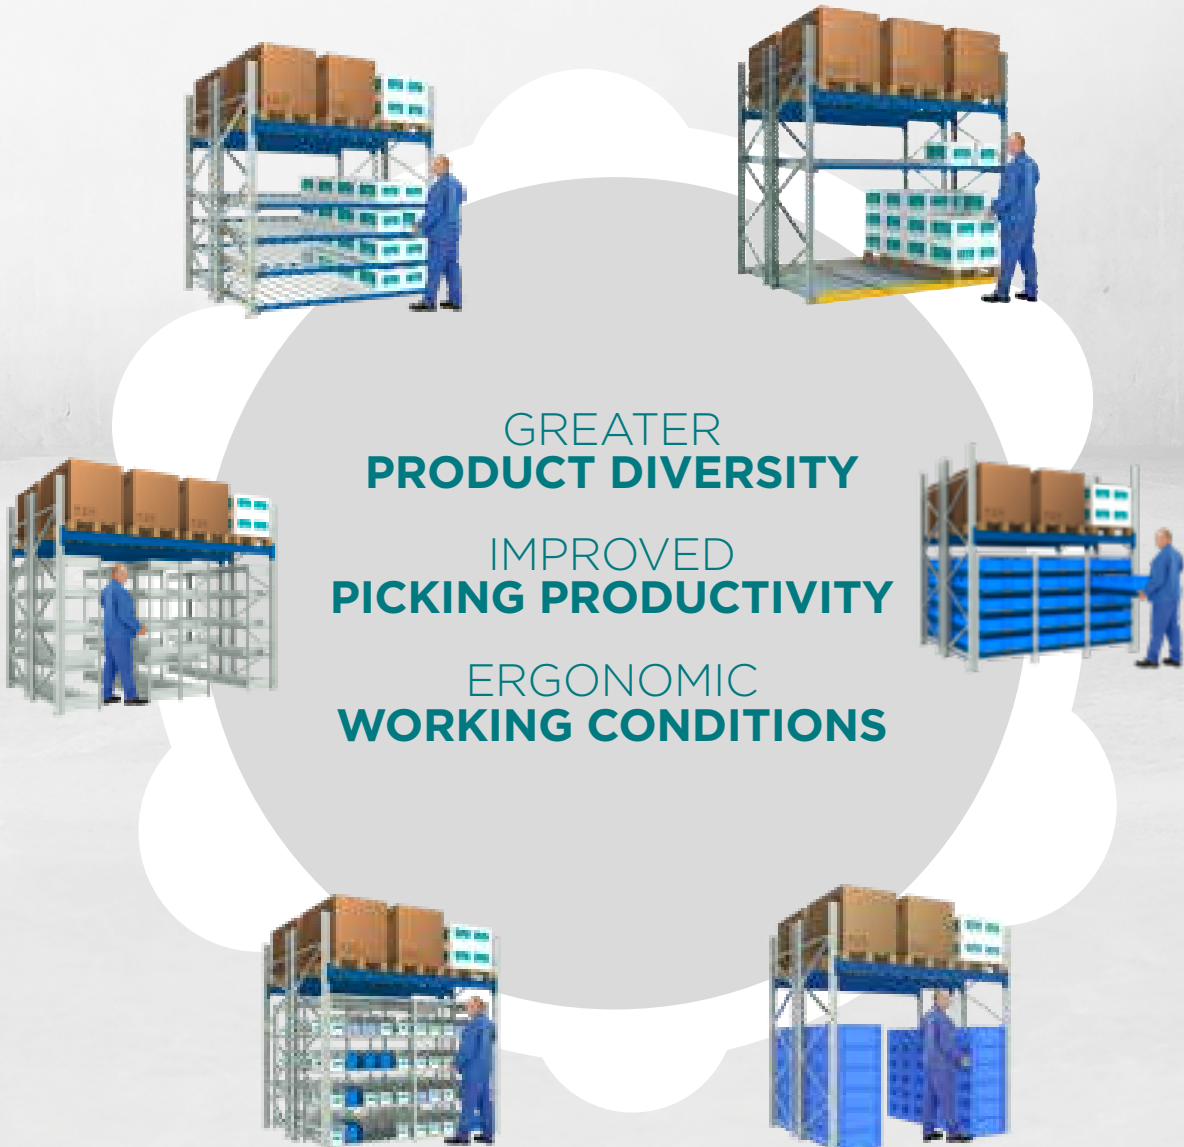 GREATER
PRODUCT DIVERSITY
IMPROVED
PICKING PRODUCTIVITY
ERGONOMIC
WORKING CONDITIONS